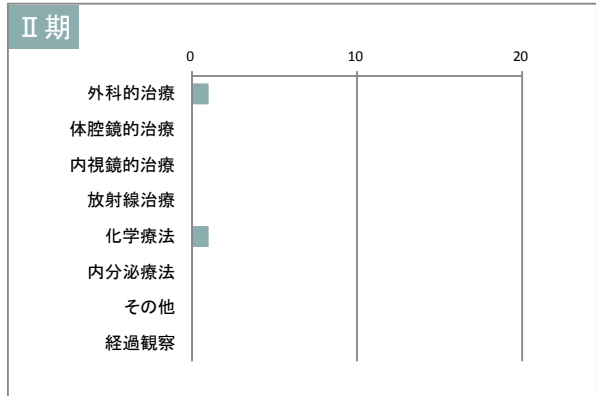 Ⅱ期
0 10 20
外科的治療
体腔鏡的治療
内視鏡的治療
放射線治療
化学療法
内分泌療法
その他
経過観察